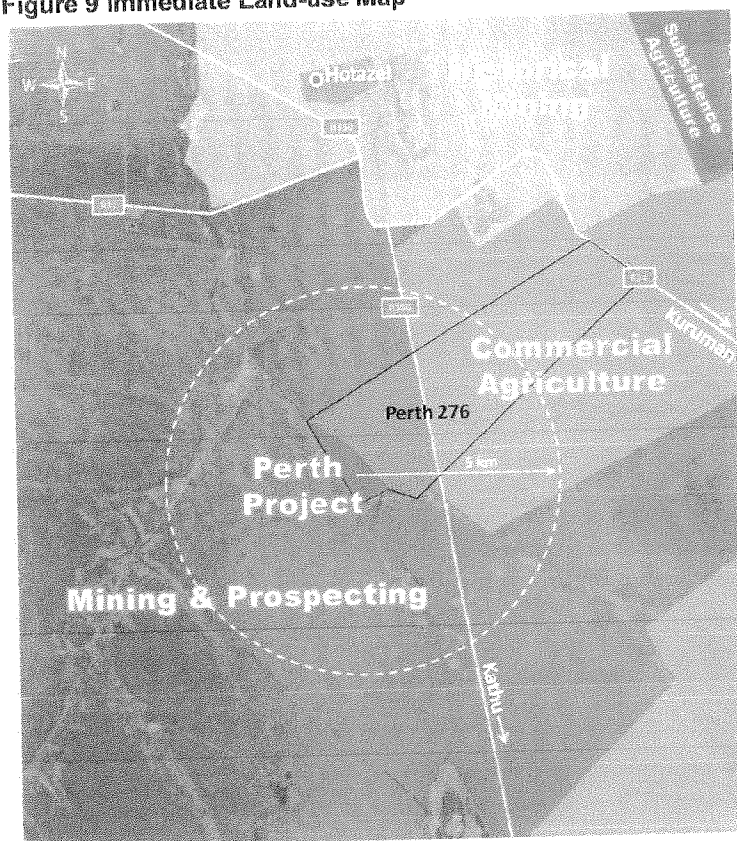 Figure 9 Immediate Land-use Map
N
W E
S
Hotazel
Historical
Mining
Subsistence
Agriculture
kuruman
Commercial
Agriculture
Perth 276
Perth
Project
5 km
Mining & Prospecting
Kathu